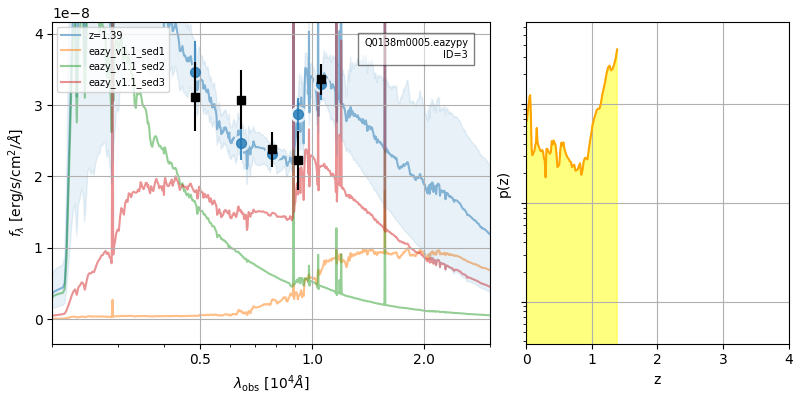 1e−8
4
3
2
1
0
f_λ [erg/s/cm²/Å]
z=1.39
eazy_v1.1_sed1
eazy_v1.1_sed2
eazy_v1.1_sed3
Q0138m0005.eazypy
ID=3
0.5
1.0
2.0
λ_obs [10⁴Å]
p(z)
0
1
2
3
4
z